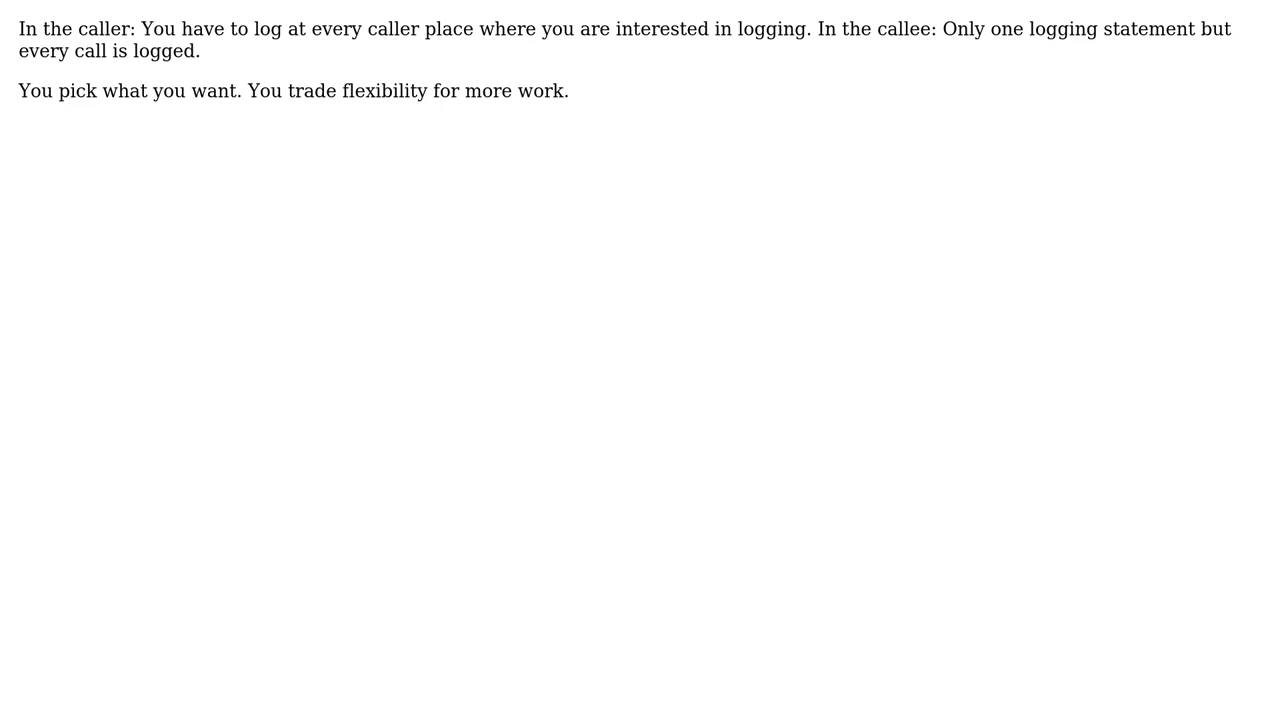 In the caller: You have to log at every caller place where you are interested in logging. In the callee: Only one logging statement but
every call is logged.
You pick what you want. You trade flexibility for more work.